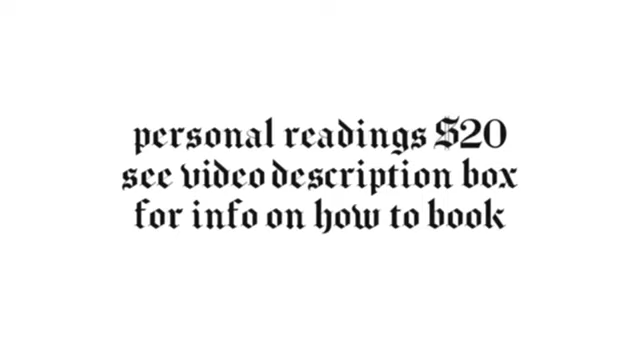 personal readings $20
see video description box
for info on how to book